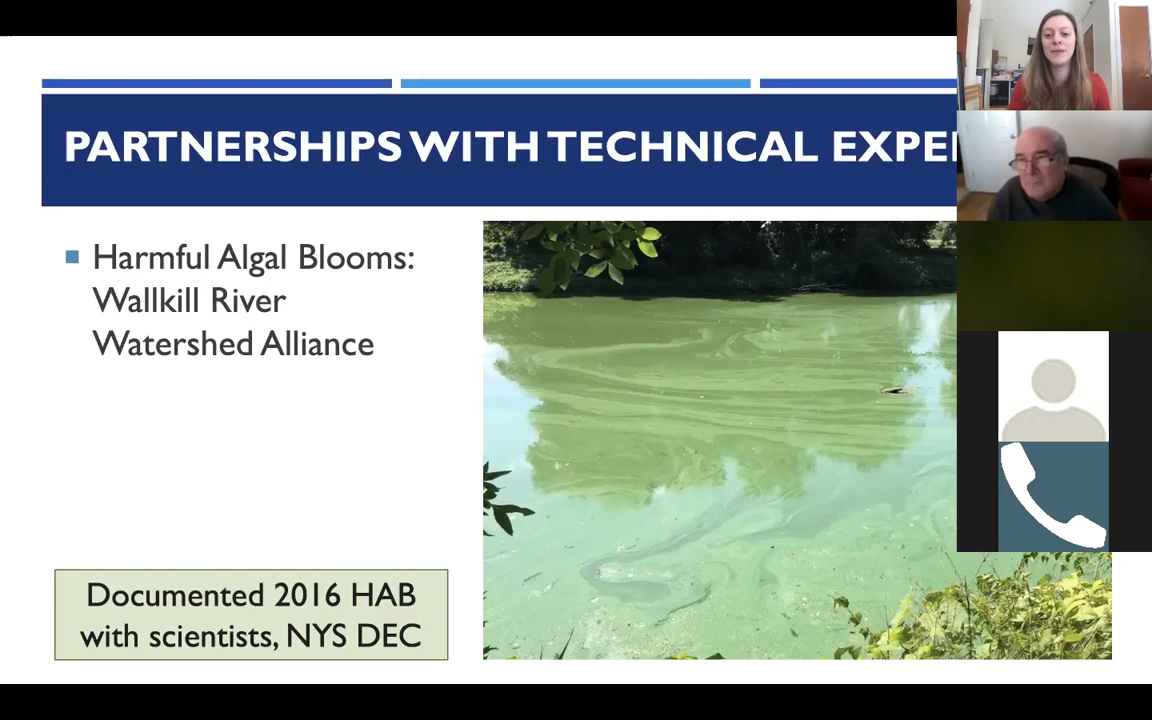 PARTNERSHIPS WITH TECHNICAL EXPE
Harmful Algal Blooms:
Wallkill River
Watershed Alliance
Documented 2016 HAB
with scientists, NYS DEC